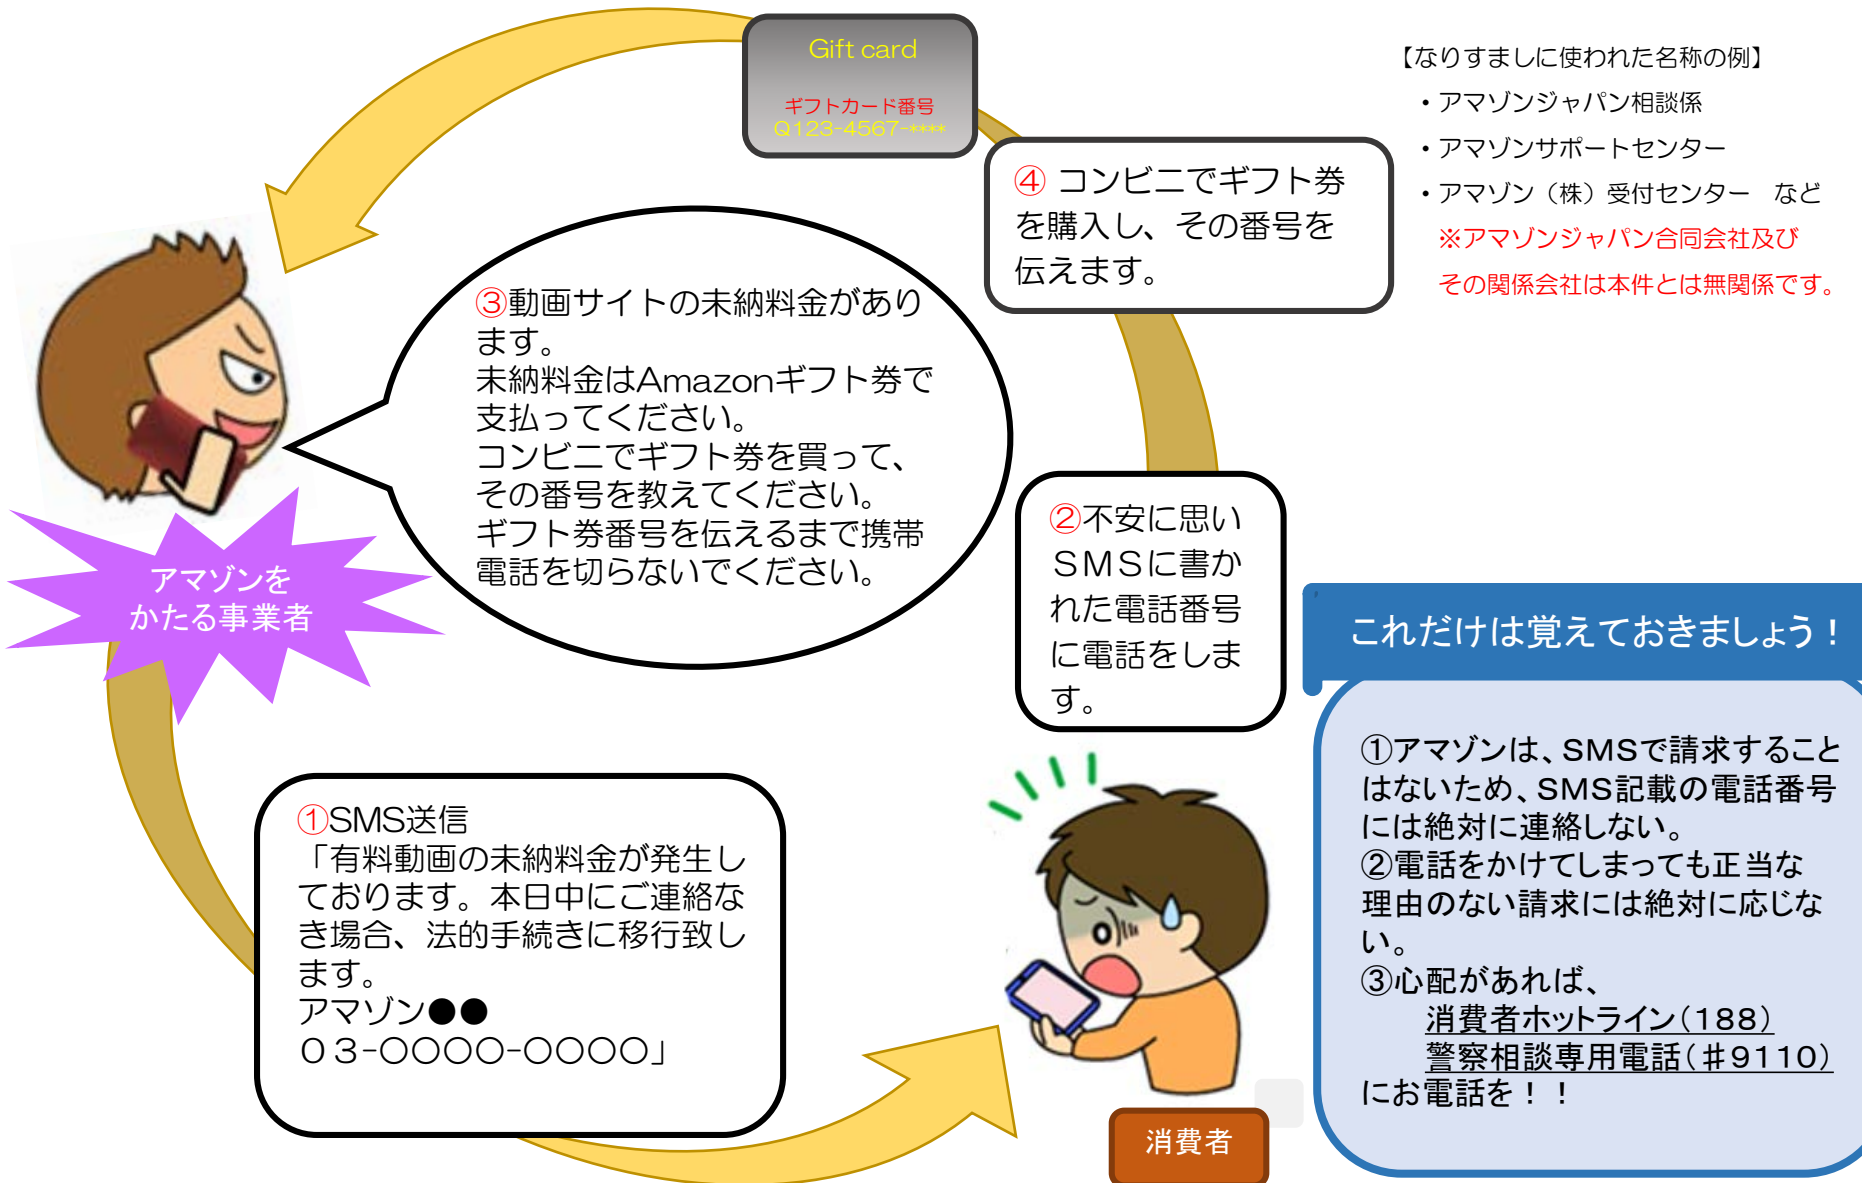 Gift card
ギフトカード番号
Q123-4567-****
【なりすましに使われた名称の例】
・アマゾンジャパン相談係
・アマゾンサポートセンター
・アマゾン（株）受付センター　など
※アマゾンジャパン合同会社及び
その関係会社は本件とは無関係です。
④ コンビニでギフト券
を購入し、その番号を
伝えます。
③動画サイトの未納料金があり
ます。
未納料金はAmazonギフト券で
支払ってください。
コンビニでギフト券を買って、
その番号を教えてください。
ギフト券番号を伝えるまで携帯
電話を切らないでください。
②不安に思い
ＳＭＳに書か
れた電話番号
に電話をしま
す。
アマゾンを
かたる事業者
①SMS送信
「有料動画の未納料金が発生し
ております。本日中にご連絡な
き場合、法的手続きに移行致し
ます。
アマゾン●●
０３-〇〇〇〇-〇〇〇〇」
消費者
これだけは覚えておきましょう！
①アマゾンは、SMSで請求すること
はないため、SMS記載の電話番号
には絶対に連絡しない。
②電話をかけてしまっても正当な
理由のない請求には絶対に応じな
い。
③心配があれば、
消費者ホットライン（188）
警察相談専用電話（＃9110）
にお電話を！！